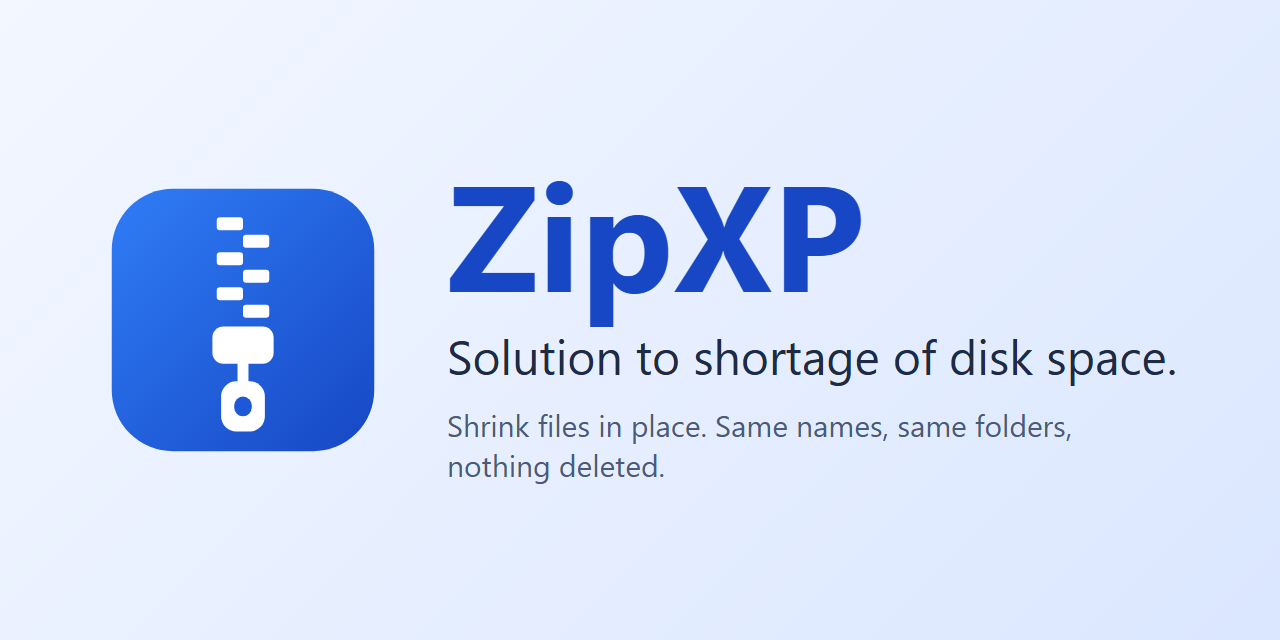 ZipXP
Solution to shortage of disk space.
Shrink files in place. Same names, same folders,
nothing deleted.